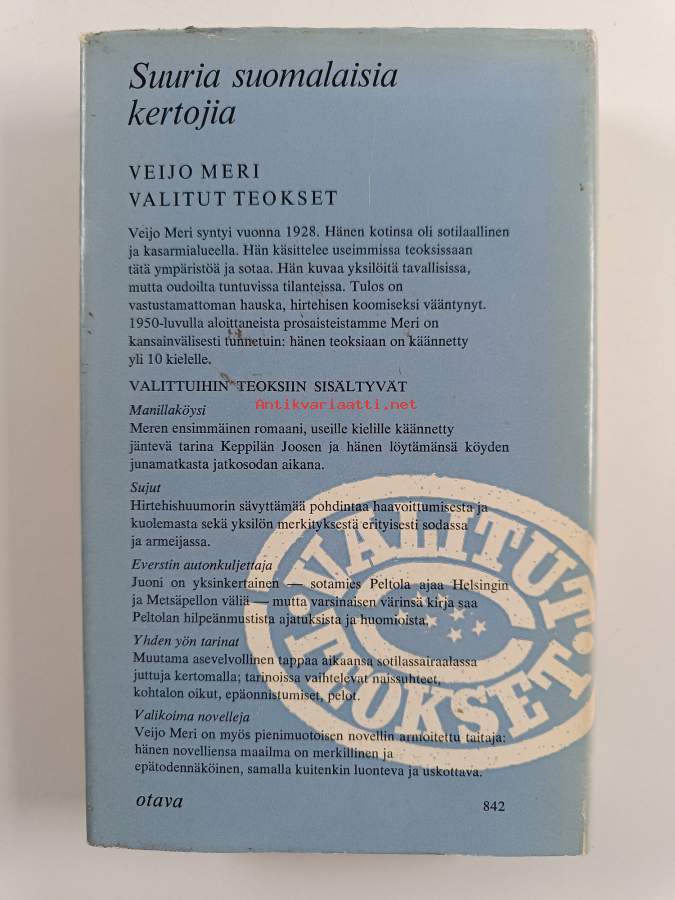 Suuria suomalaisia
kertojia
VEIJO MERI
VALITUT TEOKSET
Veijo Meri syntyi vuonna 1928. Hänen kotinsa oli sotilaallinen
ja kasarmialueella. Hän käsittelee useimmissa teoksissaan
tätä ympäristöä ja sotaa. Hän kuvaa yksilöitä tavallisissa,
mutta oudoilta tuntuvissa tilanteissa. Tulos on
vastustamattoman hauska, hirtehisen koomiseksi vääntynyt.
1950-luvulla aloittaneista prosaisteistamme Meri on
kansainvälisesti tunnetuin: hänen teoksiaan on käännetty
yli 10 kielelle.
VALITTUIHIN TEOKSIIN SISÄLTYVÄT
Antikvariaatti.net
Manillaköysi
Meren ensimmäinen romaani, useille kielille käännetty
jäntevä tarina Keppilän Joosen ja hänen löytämänsä köyden
junamatkasta jatkosodan aikana.
Sujut
Hirtehishuumorin sävyttämää pohdintaa haavoittumisesta ja
kuolemasta sekä yksilön merkityksestä erityisesti sodassa
ja armeijassa.
Everstin autonkuljettaja
Juoni on yksinkertainen — sotamies Peltola ajaa Helsingin
ja Metsäpellon väliä — mutta varsinaisen värinsä kirja saa
Peltolan hilpeänmustista ajatuksista ja huomioista.
Yhden yön tarinat
Muutama asevelvollinen tappaa aikaansa sotilassairaalassa
juttuja kertomalla; tarinoissa vaihtelevat naissuhteet,
kohtalon oikut, epäonnistumiset, pelot.
Valikoima novelleja
Veijo Meri on myös pienimuotoisen novellin armoitettu taitaja:
hänen novelliensa maailma on merkillinen ja
epätodennäköinen, samalla kuitenkin luonteva ja uskottava.
VALITUT
TEOKSET
otava
842